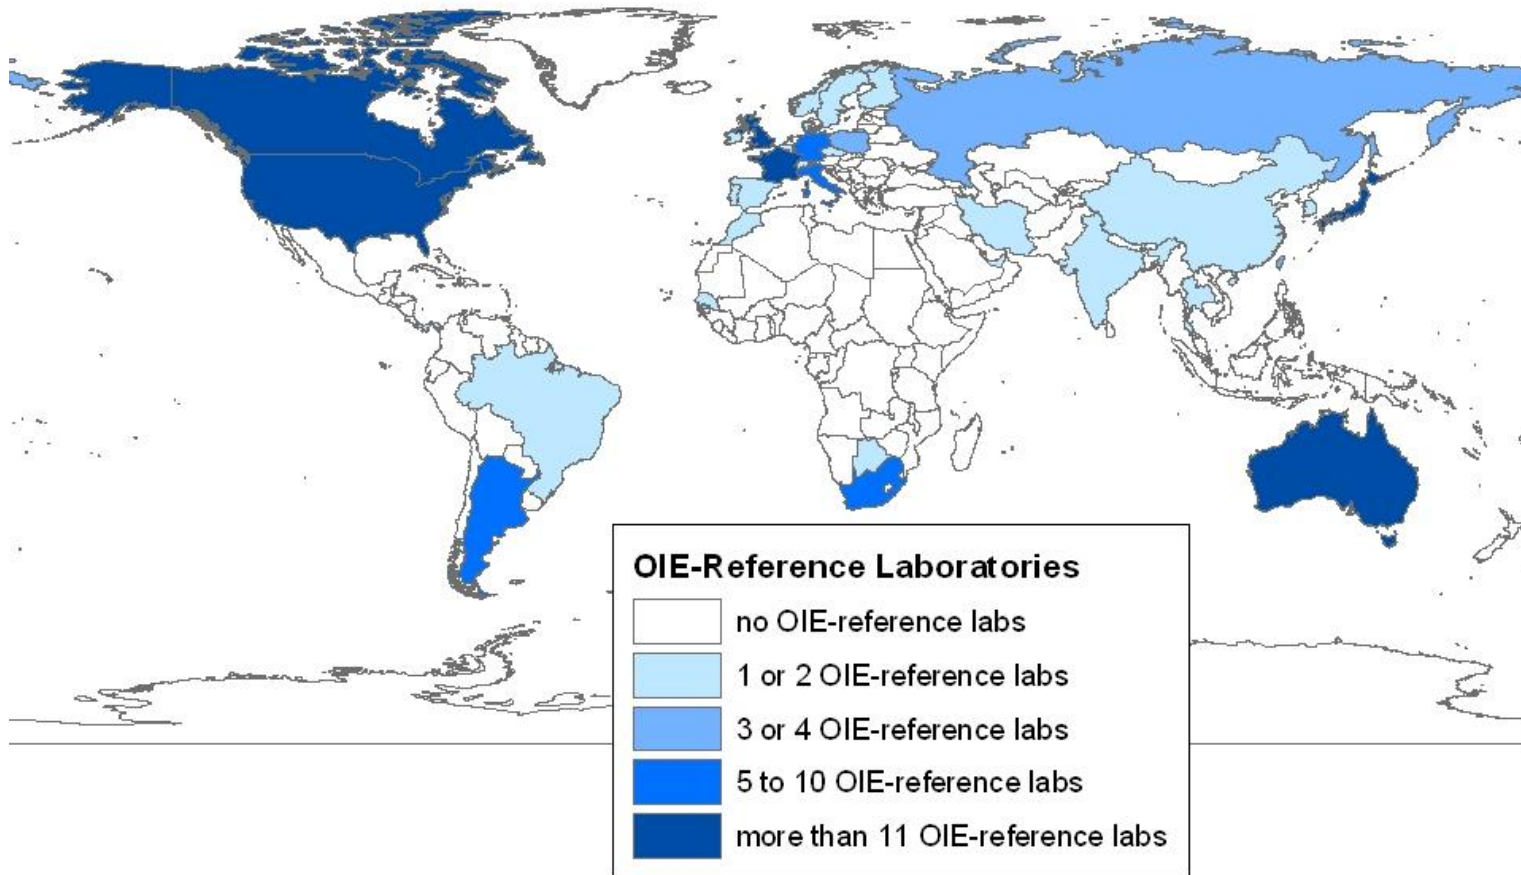 OIE-Reference Laboratories
no OIE-reference labs
1 or 2 OIE-reference labs
3 or 4 OIE-reference labs
5 to 10 OIE-reference labs
more than 11 OIE-reference labs